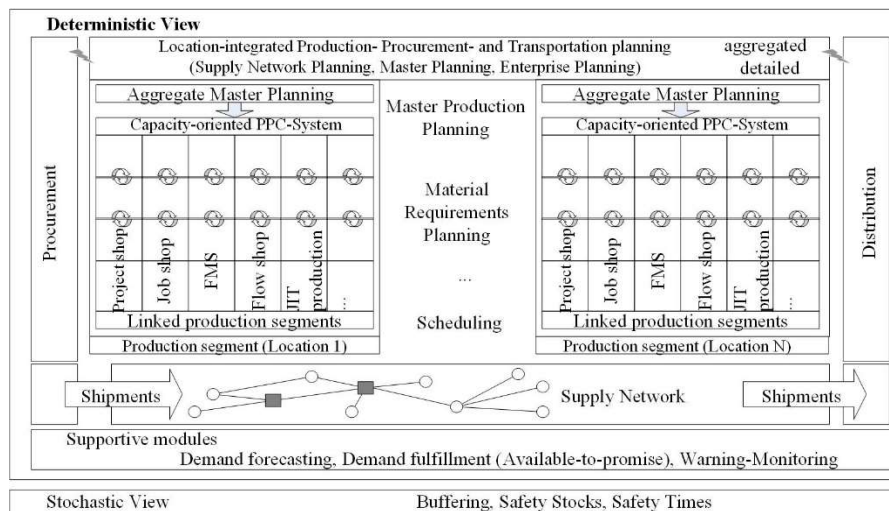 Deterministic View
Location-integrated Production- Procurement- and Transportation planning
(Supply Network Planning, Master Planning, Enterprise Planning)
aggregated
detailed
Procurement
Aggregate Master Planning
Capacity-oriented PPC-System
Project shop
Job shop
FMS
Flow shop
JIT
production
...
Linked production segments
Production segment (Location 1)
Master Production
Planning
Material
Requirements
Planning
...
Scheduling
Aggregate Master Planning
Capacity-oriented PPC-System
Project shop
Job shop
FMS
Flow shop
JIT
production
...
Linked production segments
Production segment (Location N)
Distribution
Shipments
Supply Network
Shipments
Supportive modules
Demand forecasting, Demand fulfillment (Available-to-promise), Warning-Monitoring
Stochastic View
Buffering, Safety Stocks, Safety Times